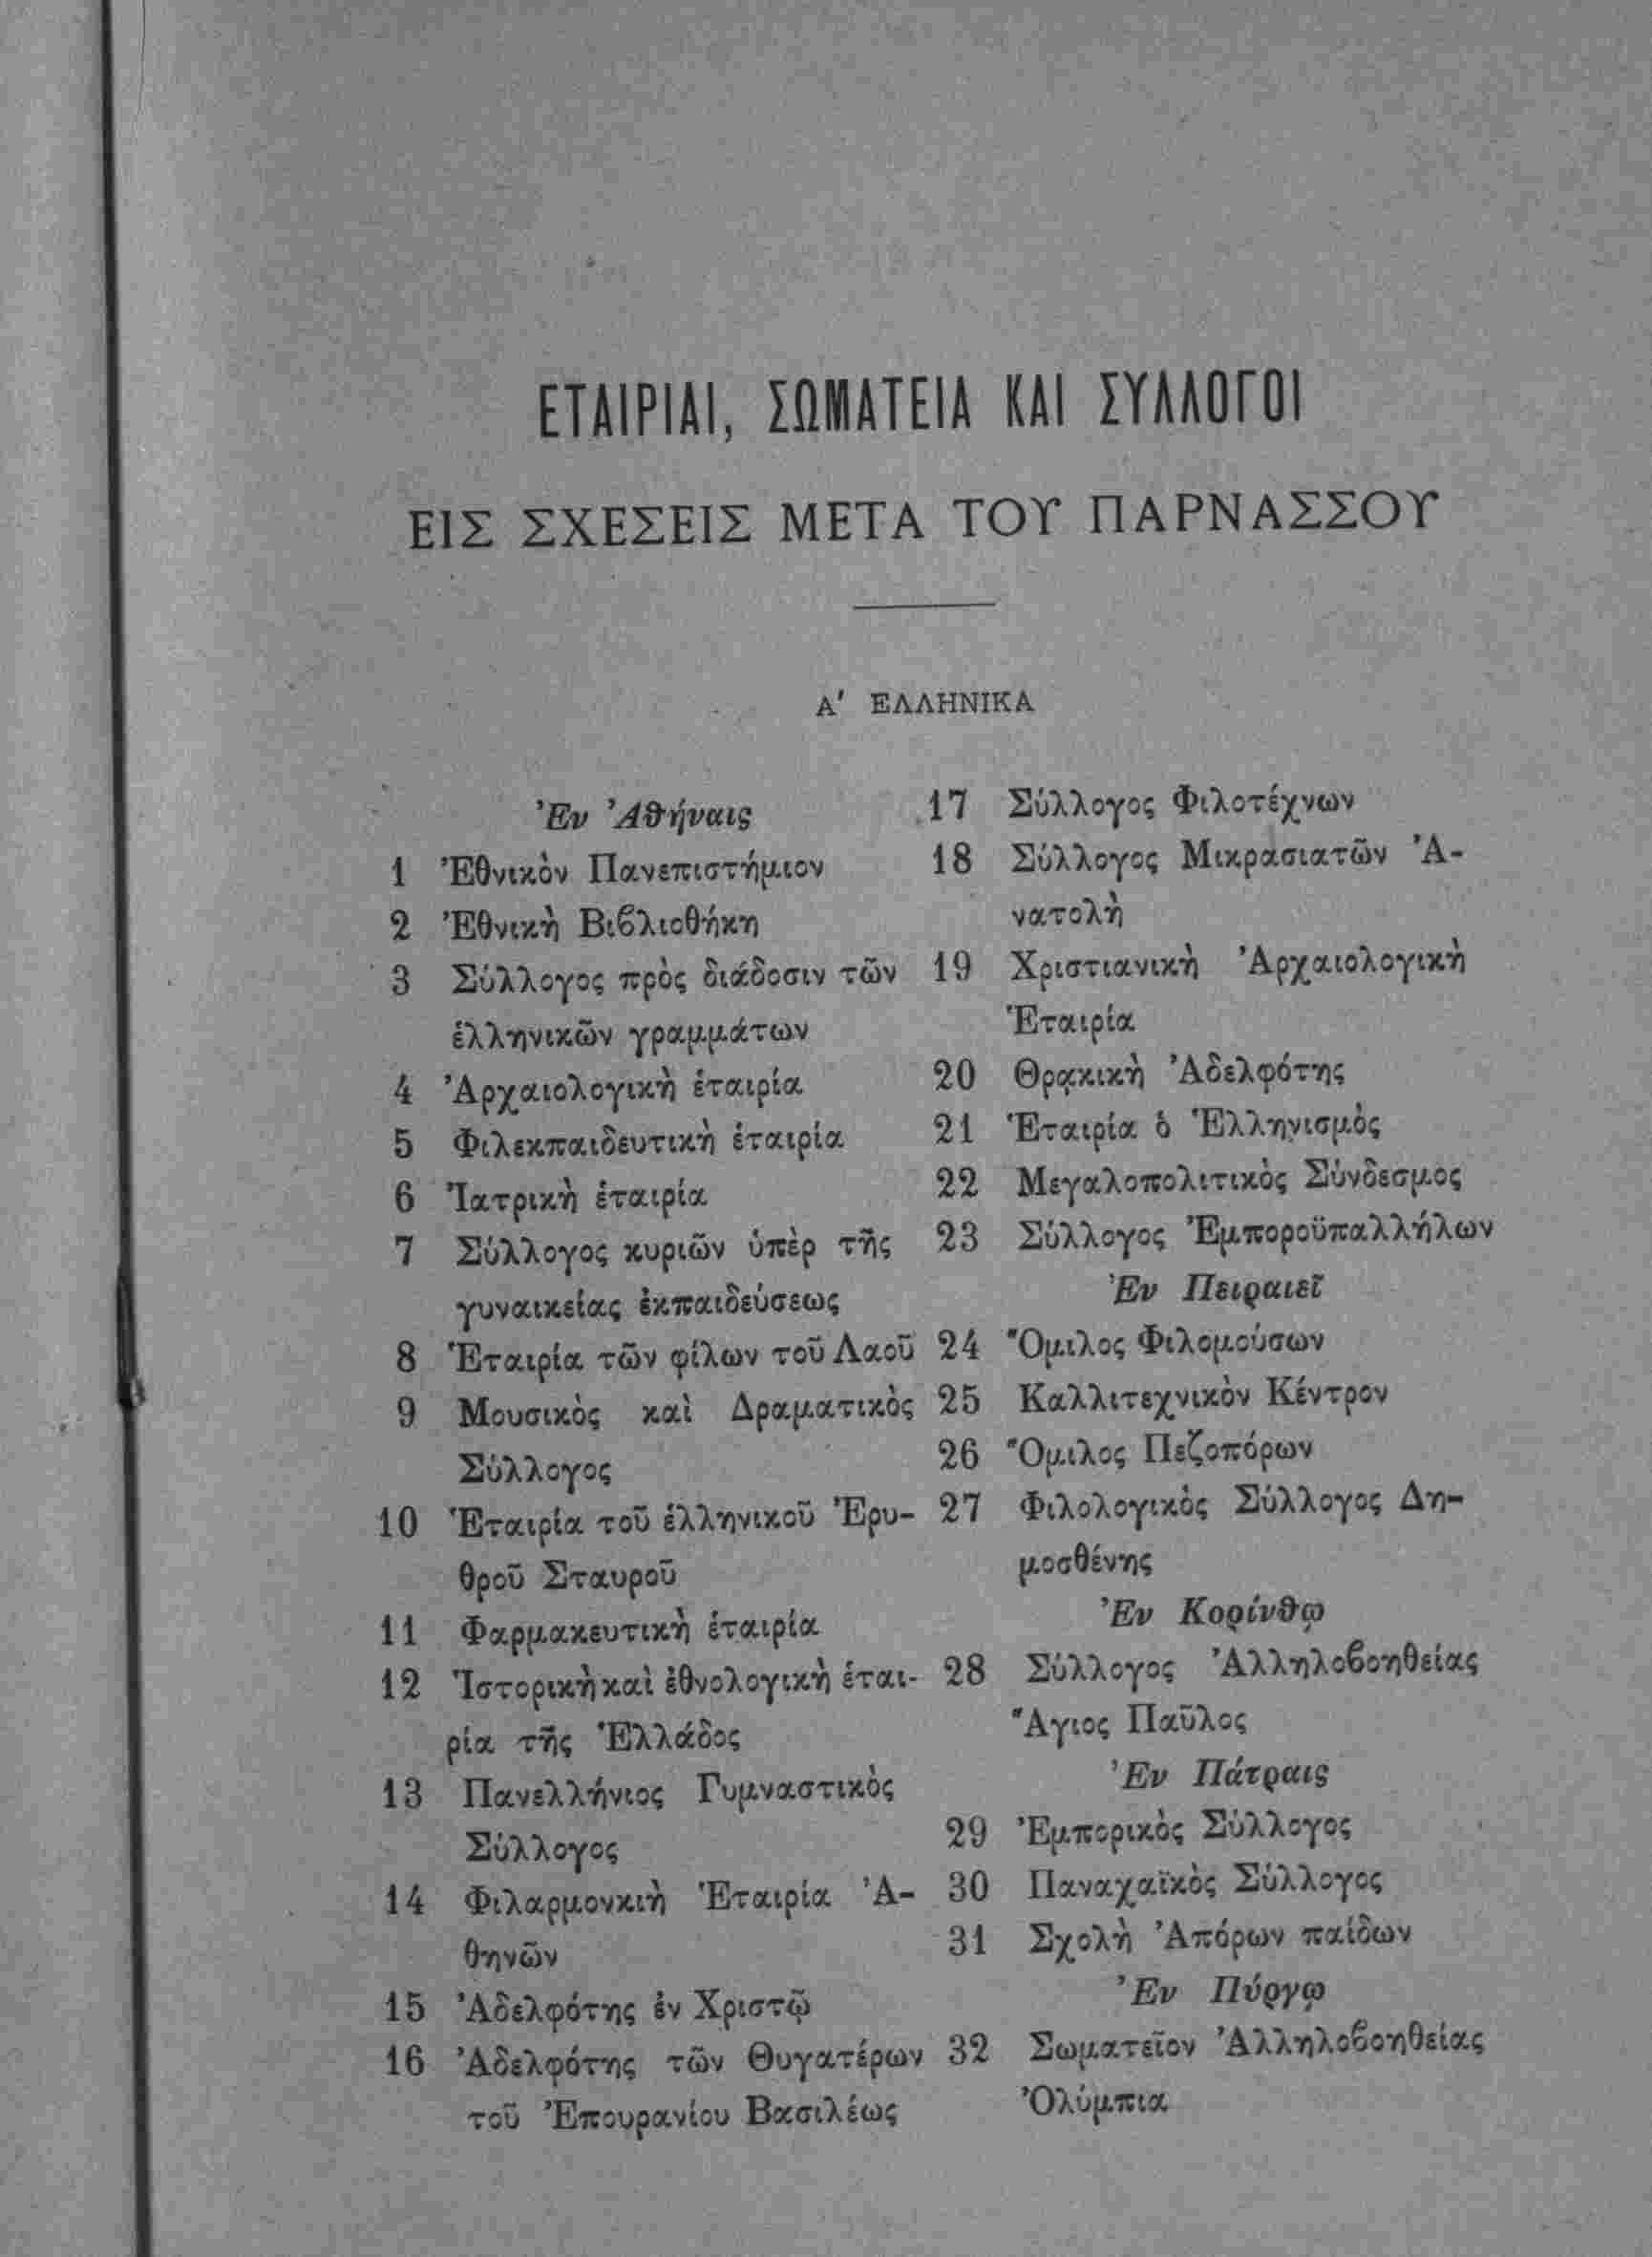 ΕΤΑΙΡΙΑΙ, ΣΩΜΑΤΕΙΑ ΚΑΙ ΣΥΛΛΟΓΟΙ
ΕΙΣ ΣΧΕΣΕΙΣ ΜΕΤΑ ΤΟΥ ΠΑΡΝΑΣΣΟΥ
Α' ΕΛΛΗΝΙΚΑ
Ἐν Ἀθήναις
1 Ἐθνικὸν Πανεπιστήμιον
2 Ἐθνικὴ Βιβλιοθήκη
3 Σύλλογος πρὸς διάδοσιν τῶν
ἑλληνικῶν γραμμάτων
4 Ἀρχαιολογικὴ ἑταιρία
5 Φιλεκπαιδευτικὴ ἑταιρία
6 Ἰατρικὴ ἑταιρία
7 Σύλλογος κυριῶν ὑπὲρ τῆς
γυναικείας ἐκπαιδεύσεως
8 Ἑταιρία τῶν φίλων τοῦ Λαοῦ
9 Μουσικὸς καὶ Δραματικὸς
Σύλλογος
10 Ἑταιρία τοῦ ἑλληνικοῦ Ἐρυ-
θροῦ Σταυροῦ
11 Φαρμακευτικὴ ἑταιρία
12 Ἱστορικὴ καὶ ἐθνολογικὴ ἑται-
ρία τῆς Ἑλλάδος
13 Πανελλήνιος Γυμναστικὸς
Σύλλογος
14 Φιλαρμονκιὴ Ἑταιρία Ἀ-
θηνῶν
15 Ἀδελφότης ἐν Χριστῷ
16 Ἀδελφότης τῶν Θυγατέρων
τοῦ Ἐπουρανίου Βασιλέως
17 Σύλλογος Φιλοτέχνων
18 Σύλλογος Μικρασιατῶν Ἀ-
νατολὴ
19 Χριστιανικὴ Ἀρχαιολογικὴ
Ἑταιρία
20 Θρακικὴ Ἀδελφότης
21 Ἑταιρία ὁ Ἑλληνισμὸς
22 Μεγαλοπολιτικὸς Σύνδεσμος
23 Σύλλογος Ἐμποροϋπαλλήλων
Ἐν Πειραιεῖ
24 Ὅμιλος Φιλομούσων
25 Καλλιτεχνικὸν Κέντρον
26 Ὅμιλος Πεζοπόρων
27 Φιλολογικὸς Σύλλογος Δη-
μοσθένης
Ἐν Κορίνθῳ
28 Σύλλογος Ἀλληλοβοηθείας
Ἅγιος Παῦλος
Ἐν Πάτραις
29 Ἐμπορικὸς Σύλλογος
30 Παναχαϊκὸς Σύλλογος
31 Σχολὴ Ἀπόρων παίδων
Ἐν Πύργῳ
32 Σωματεῖον Ἀλληλοβοηθείας
Ὀλύμπια